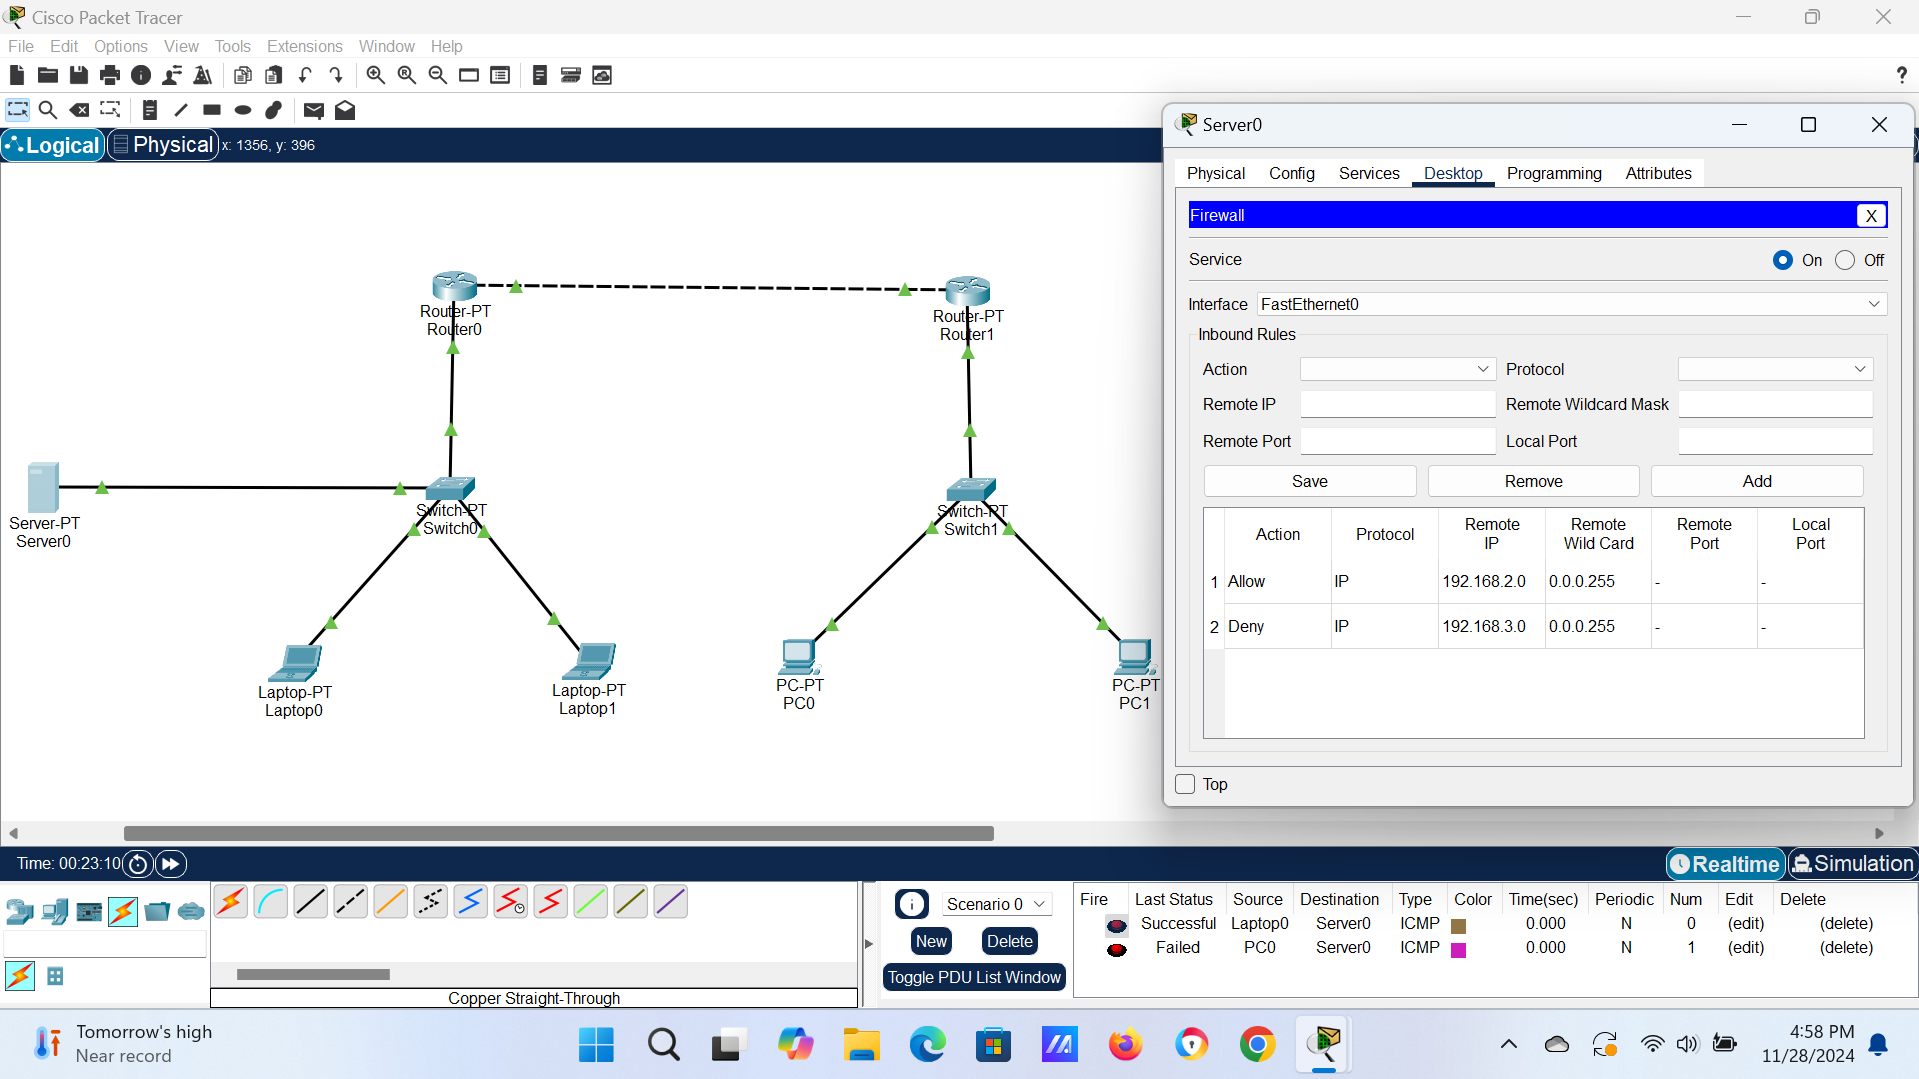 Cisco Packet Tracer
File Edit Options View Tools Extensions Window Help
?
Logical Physical x: 1356, y: 396
Router-PT
Router0
Router-PT
Router1
Server-PT
Server0
Switch-PT
Switch0
Switch-PT
Switch1
Laptop-PT
Laptop0
Laptop-PT
Laptop1
PC-PT
PC0
PC-PT
PC1
Server0
Physical Config Services Desktop Programming Attributes
Firewall X
Service On Off
Interface FastEthernet0
Inbound Rules
Action Protocol
Remote IP Remote Wildcard Mask
Remote Port Local Port
Save Remove Add
Action Protocol Remote IP Remote Wild Card Remote Port Local Port
1 Allow IP 192.168.2.0 0.0.0.255 - -
2 Deny IP 192.168.3.0 0.0.0.255 - -
Top
Time: 00:23:10 Realtime Simulation
Copper Straight-Through
Scenario 0
New Delete
Toggle PDU List Window
Fire Last Status Source Destination Type Color Time(sec) Periodic Num Edit Delete
Successful Laptop0 Server0 ICMP 0.000 N 0 (edit) (delete)
Failed PC0 Server0 ICMP 0.000 N 1 (edit) (delete)
Tomorrow's high
Near record
4:58 PM
11/28/2024